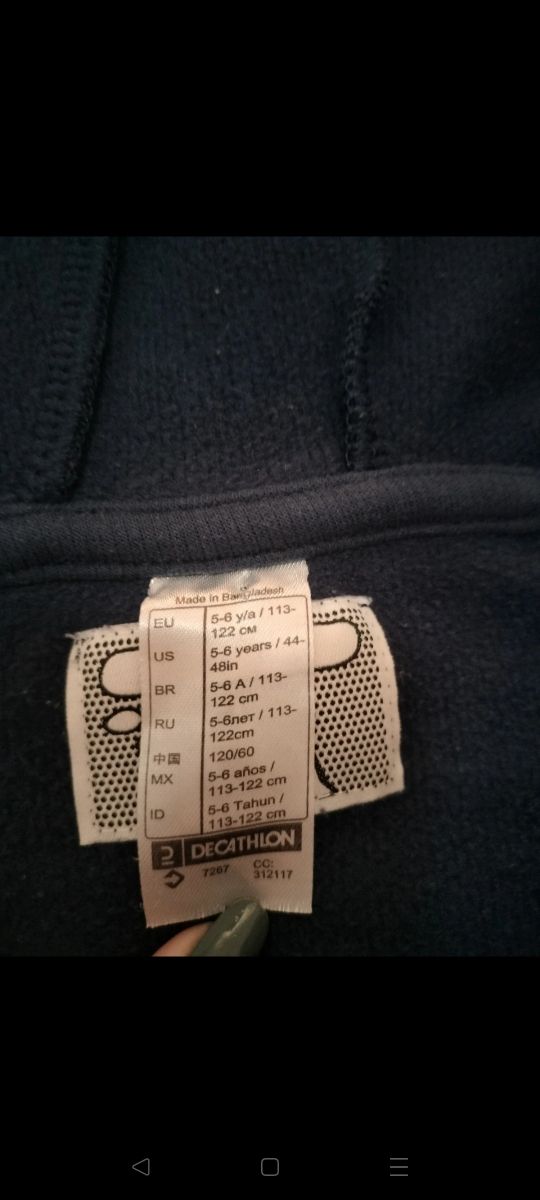 Made in Bangladesh
EU 5-6 y/a / 113-
122 см
US 5-6 years / 44-
48in
BR 5-6 A / 113-
122 cm
RU 5-6лет / 113-
122cm
中国 120/60
MX 5-6 años /
113-122 cm
ID 5-6 Tahun /
113-122 cm
DECATHLON
7267 CC:
312117